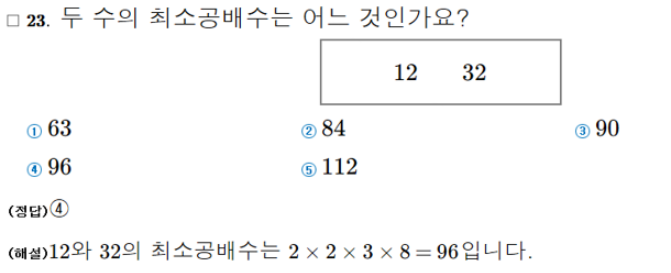 □ 23. 두 수의 최소공배수는 어느 것인가요?
12 32
① 63 ② 84 ③ 90
④ 96 ⑤ 112
(정답)④
(해설)12와 32의 최소공배수는 2 × 2 × 3 × 8 = 96입니다.